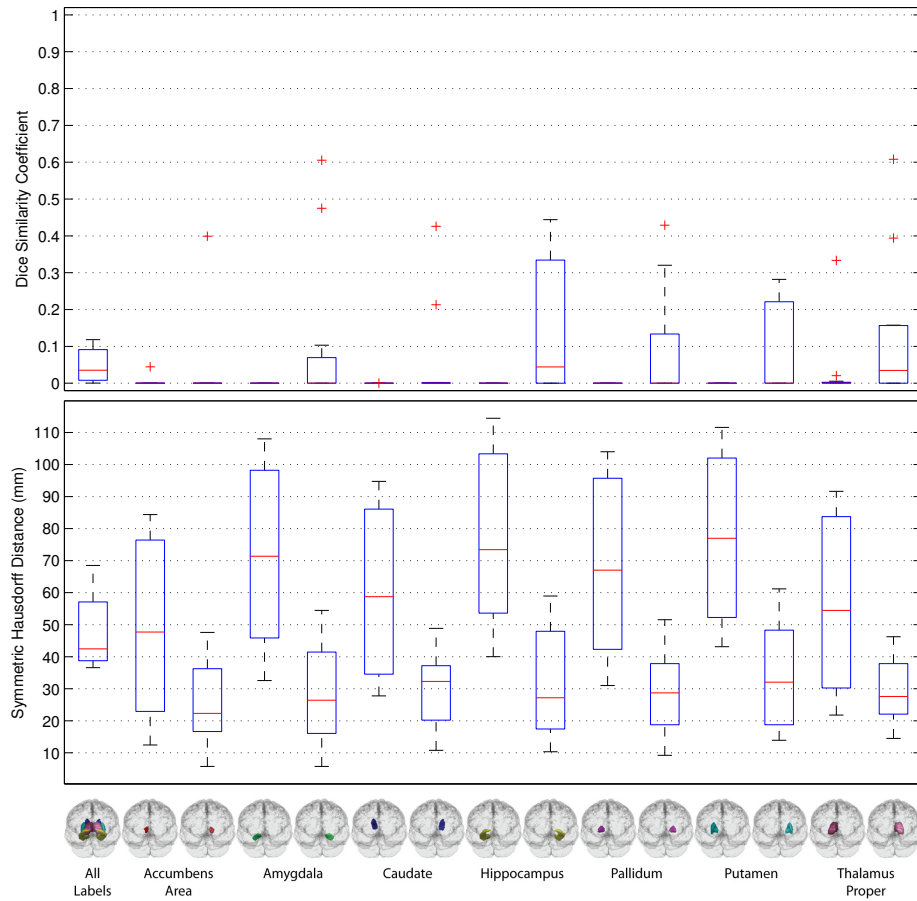 1
0.9
0.8
0.7
0.6
0.5
0.4
0.3
0.2
0.1
0
Dice Similarity Coefficient
110
100
90
80
70
60
50
40
30
20
10
Symmetric Hausdorff Distance (mm)
All
Labels
Accumbens
Area
Amygdala
Caudate
Hippocampus
Pallidum
Putamen
Thalamus
Proper